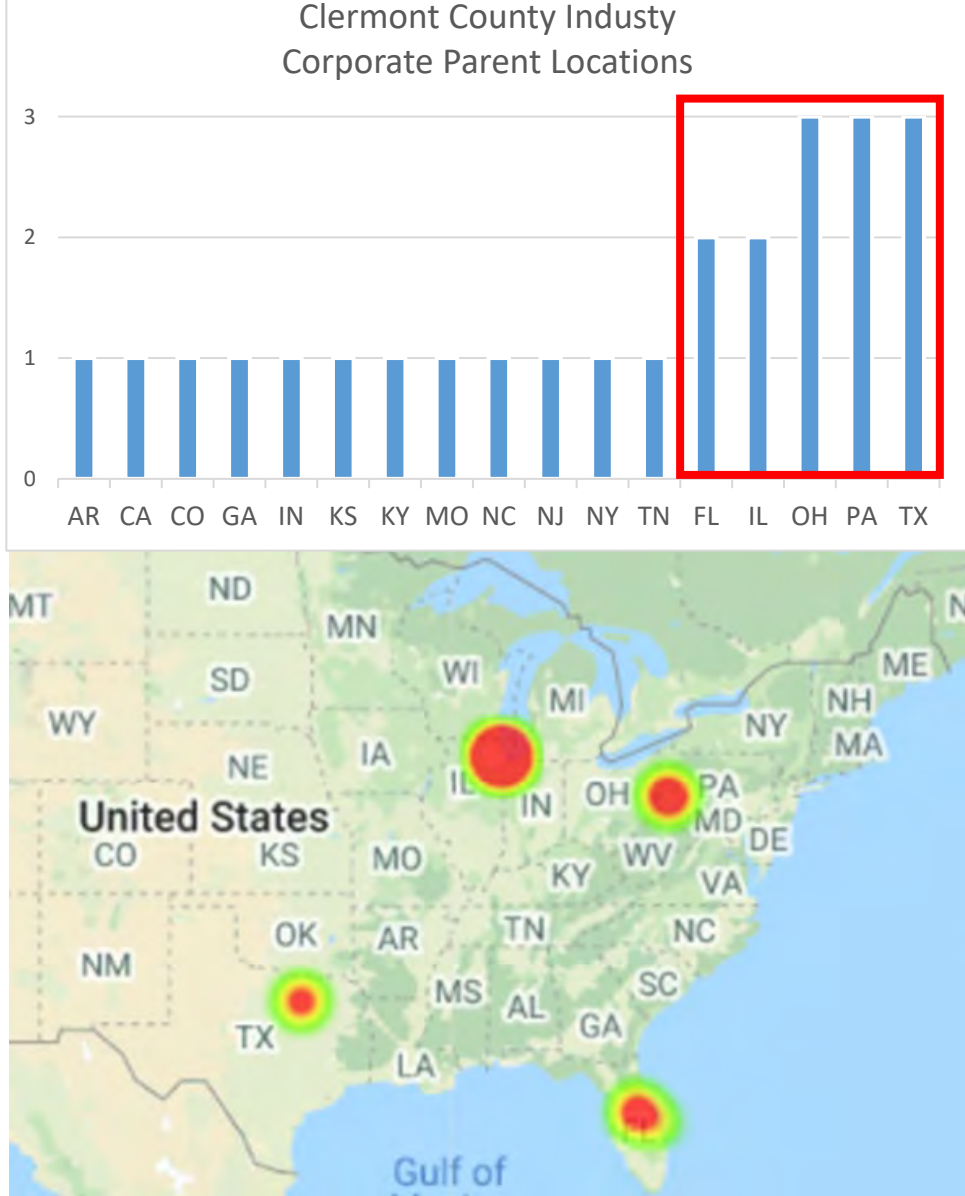 Clermont County Industy
Corporate Parent Locations
3
2
1
0
AR CA CO GA IN KS KY MO NC NJ NY TN FL IL OH PA TX
MT ND MN ME
SD WI MI NH
WY NY MA
NE IA IL IN OH PA
United States MD DE
CO KS MO KY WV VA
OK AR TN NC
NM MS AL SC
TX GA
LA
FL
Gulf of